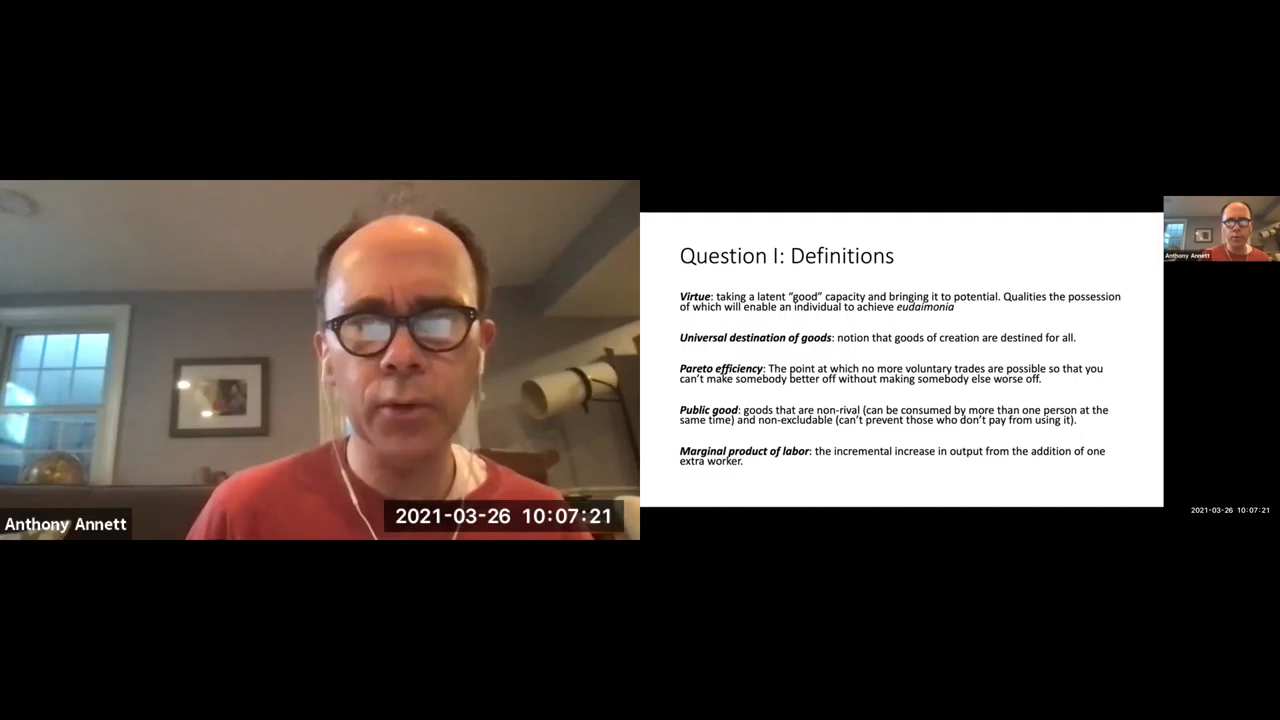 Anthony Annett
2021-03-26 10:07:21
Question I: Definitions
Virtue: taking a latent “good” capacity and bringing it to potential. Qualities the possession
of which will enable an individual to achieve eudaimonia
Universal destination of goods: notion that goods of creation are destined for all.
Pareto efficiency: The point at which no more voluntary trades are possible so that you
can’t make somebody better off without making somebody else worse off.
Public good: goods that are non-rival (can be consumed by more than one person at the
same time) and non-excludable (can’t prevent those who don’t pay from using it).
Marginal product of labor: the incremental increase in output from the addition of one
extra worker.
Anthony Annett
2021-03-26 10:07:21